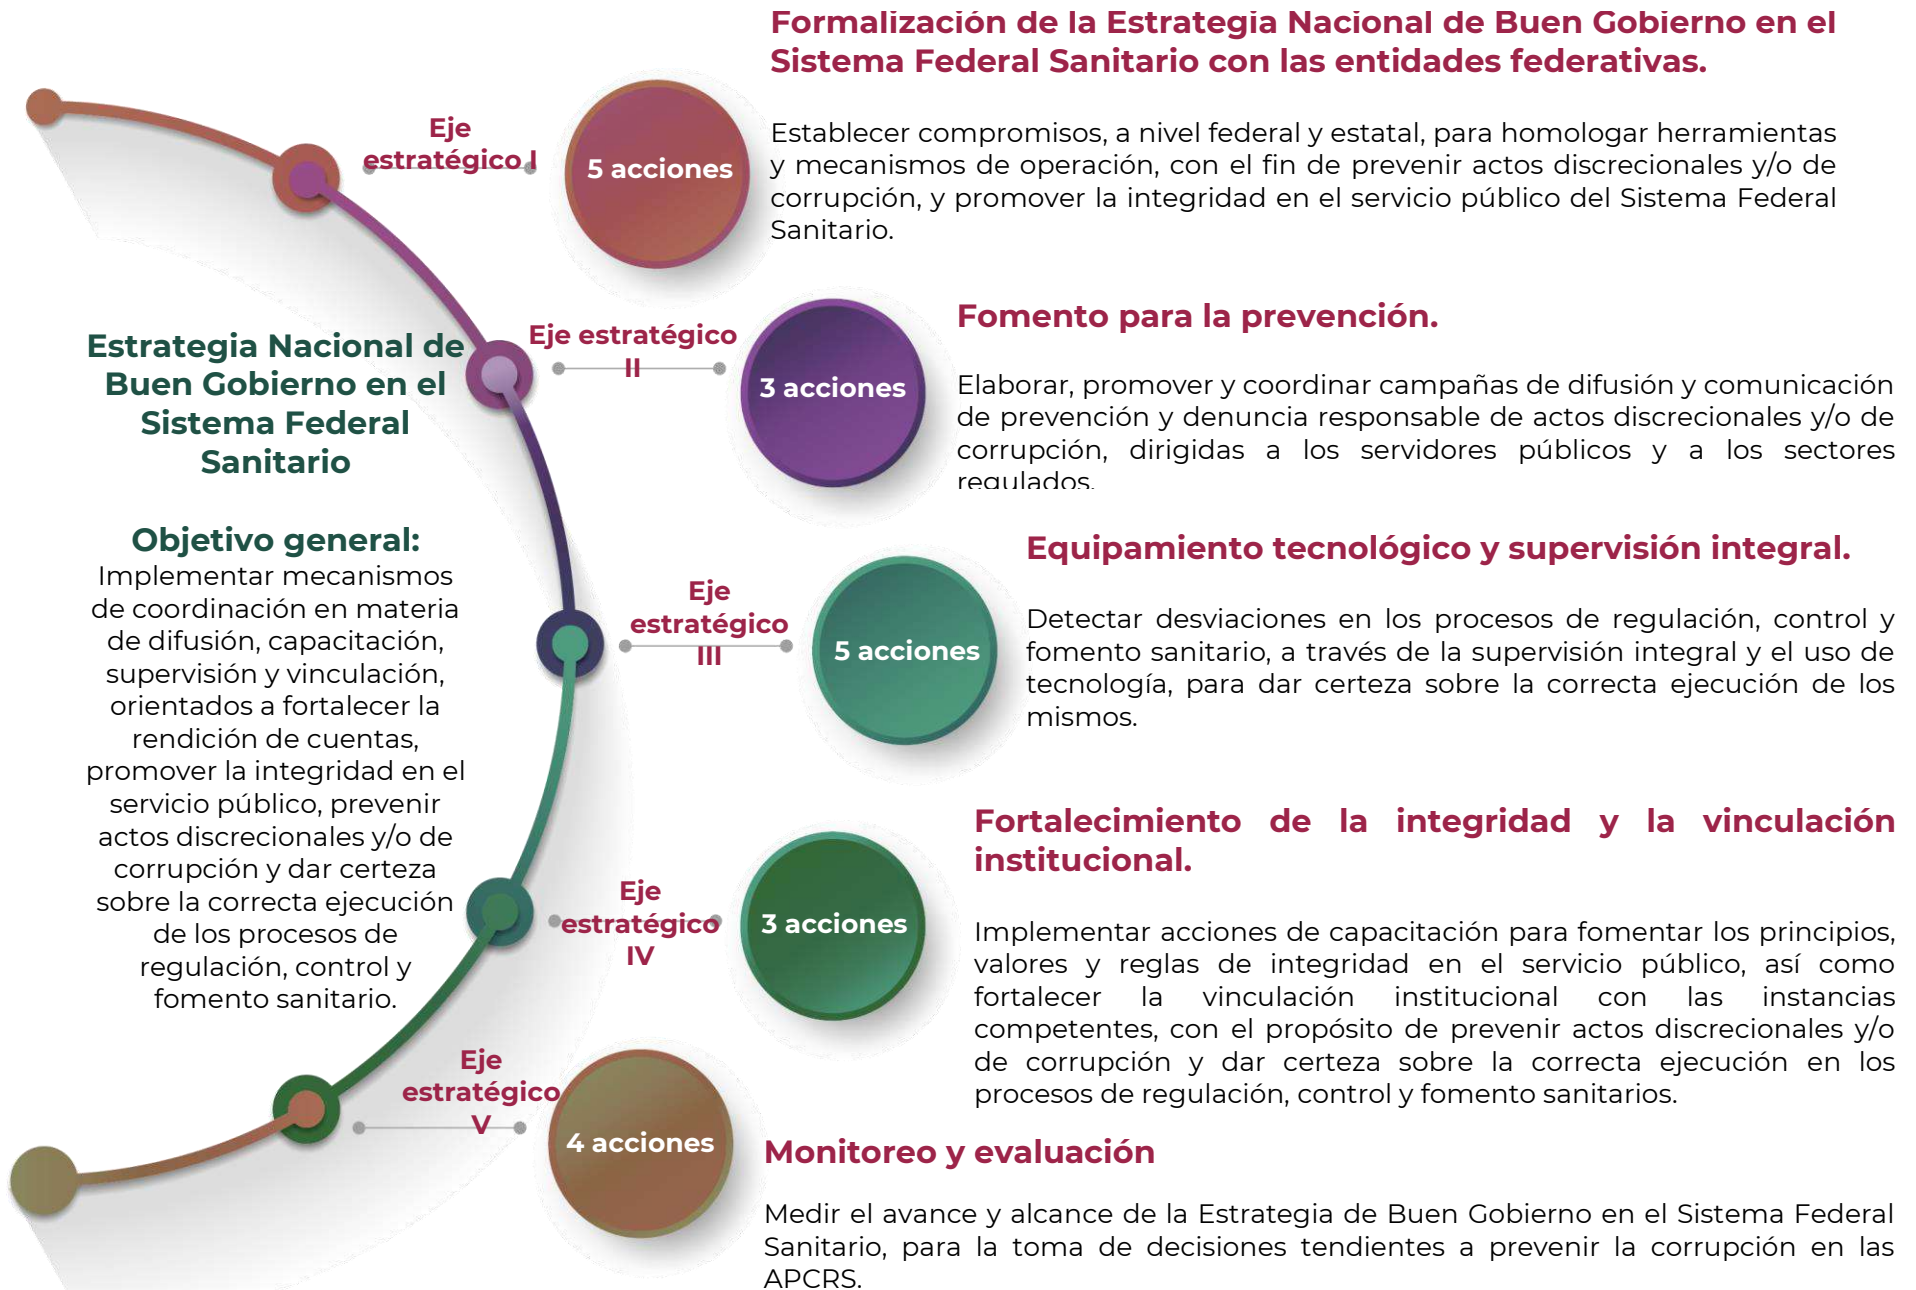 Estrategia Nacional de
Buen Gobierno en el
Sistema Federal
Sanitario
Objetivo general:
Implementar mecanismos
de coordinación en materia
de difusión, capacitación,
supervisión y vinculación,
orientados a fortalecer la
rendición de cuentas,
promover la integridad en el
servicio público, prevenir
actos discrecionales y/o de
corrupción y dar certeza
sobre la correcta ejecución
de los procesos de
regulación, control y
fomento sanitario.
Eje
estratégico I
5 acciones
Formalización de la Estrategia Nacional de Buen Gobierno en el
Sistema Federal Sanitario con las entidades federativas.
Establecer compromisos, a nivel federal y estatal, para homologar herramientas
y mecanismos de operación, con el fin de prevenir actos discrecionales y/o de
corrupción, y promover la integridad en el servicio público del Sistema Federal
Sanitario.
Eje estratégico
II
3 acciones
Fomento para la prevención.
Elaborar, promover y coordinar campañas de difusión y comunicación
de prevención y denuncia responsable de actos discrecionales y/o de
corrupción, dirigidas a los servidores públicos y a los sectores
regulados.
Eje
estratégico
III
5 acciones
Equipamiento tecnológico y supervisión integral.
Detectar desviaciones en los procesos de regulación, control y
fomento sanitario, a través de la supervisión integral y el uso de
tecnología, para dar certeza sobre la correcta ejecución de los
mismos.
Eje
estratégico
IV
3 acciones
Fortalecimiento de la integridad y la vinculación
institucional.
Implementar acciones de capacitación para fomentar los principios,
valores y reglas de integridad en el servicio público, así como
fortalecer la vinculación institucional con las instancias
competentes, con el propósito de prevenir actos discrecionales y/o
de corrupción y dar certeza sobre la correcta ejecución en los
procesos de regulación, control y fomento sanitarios.
Eje
estratégico
V
4 acciones
Monitoreo y evaluación
Medir el avance y alcance de la Estrategia de Buen Gobierno en el Sistema Federal
Sanitario, para la toma de decisiones tendientes a prevenir la corrupción en las
APCRS.